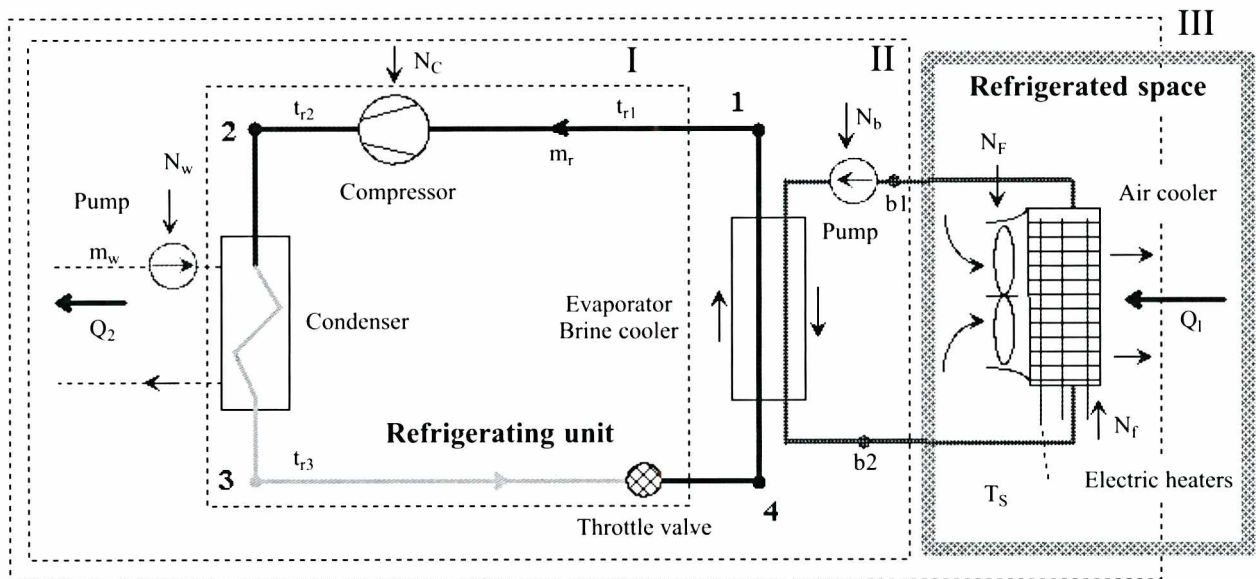 III
I
II
Refrigerated space
N_C
t_r2
t_r1
1
2
N_b
N_F
N_w
m_r
Pump
Compressor
Air cooler
b1
Pump
m_w
Evaporator
Brine cooler
Condenser
Q_2
Q_1
Refrigerating unit
N_f
t_r3
b2
3
4
T_S
Electric heaters
Throttle valve